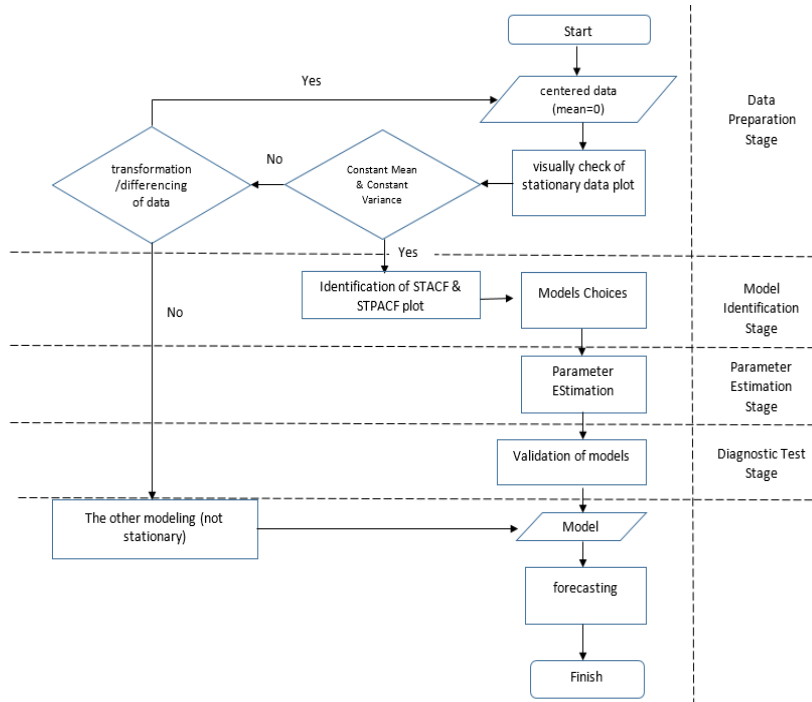 Start
Yes
centered data
(mean=0)
Data
Preparation
Stage
transformation
/differencing
of data
No
Constant Mean
& Constant
Variance
visually check of
stationary data plot
Yes
Identification of STACF &
STPACF plot
Models Choices
Model
Identification
Stage
No
Parameter
EStimation
Parameter
Estimation
Stage
Validation of models
Diagnostic Test
Stage
The other modeling (not
stationary)
Model
forecasting
Finish